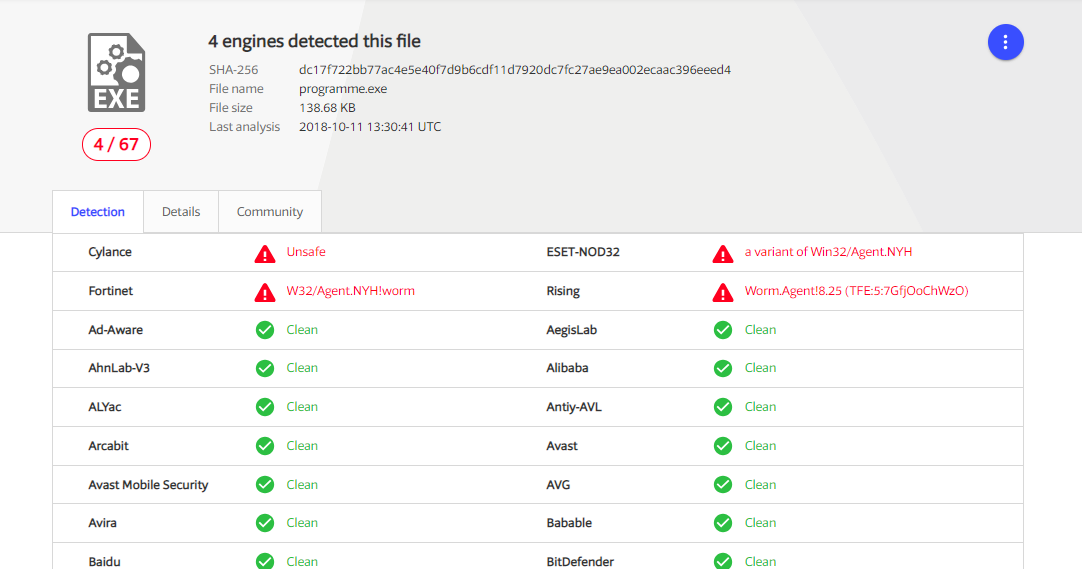 4 engines detected this file
SHA-256 dc17f722bb77ac4e5e40f7d9b6cdf11d7920dc7fc27ae9ea002ecaac396eeed4
File name programme.exe
File size 138.68 KB
Last analysis 2018-10-11 13:30:41 UTC
EXE
4 / 67
Detection Details Community
Cylance Unsafe ESET-NOD32 a variant of Win32/Agent.NYH
Fortinet W32/Agent.NYH!worm Rising Worm.Agent!8.25 (TFE:5:7GfjOoChWzO)
Ad-Aware Clean AegisLab Clean
AhnLab-V3 Clean Alibaba Clean
ALYac Clean Antiy-AVL Clean
Arcabit Clean Avast Clean
Avast Mobile Security Clean AVG Clean
Avira Clean Babable Clean
Baidu Clean BitDefender Clean